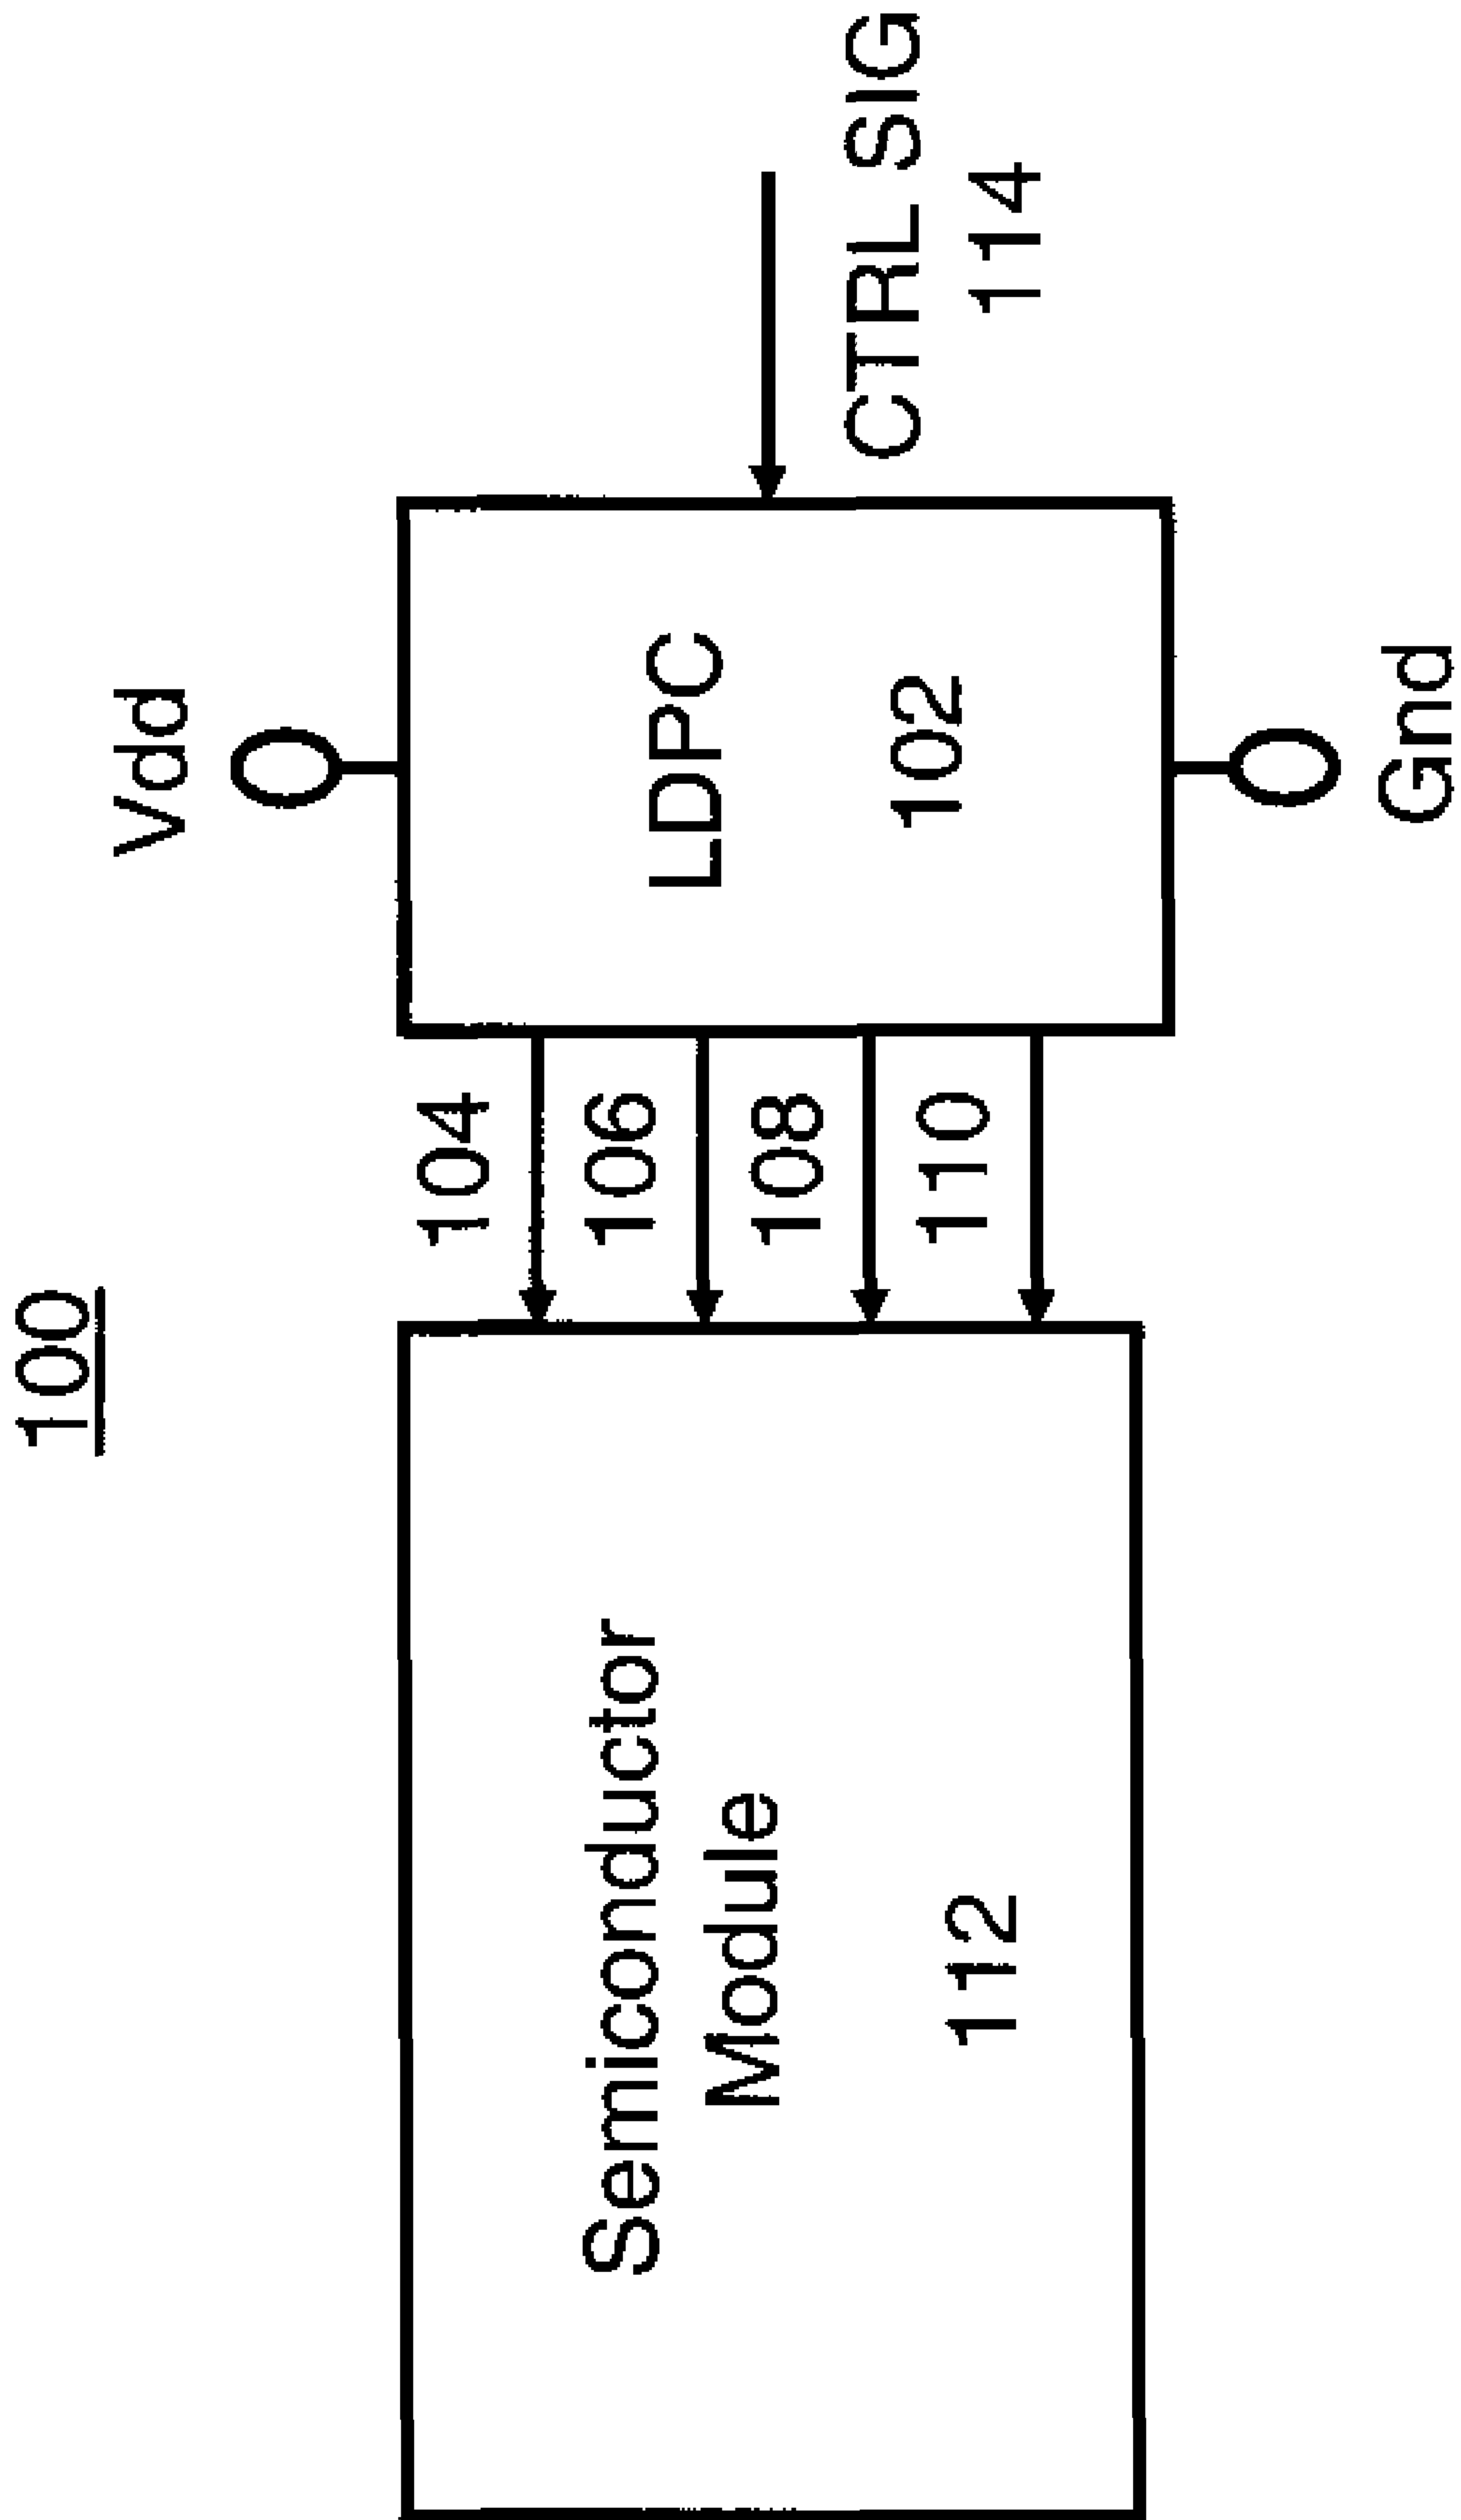 100
Vdd
Semiconductor
Module
112
104
106
108
110
LDPC
102
CTRL SIG
114
Gnd